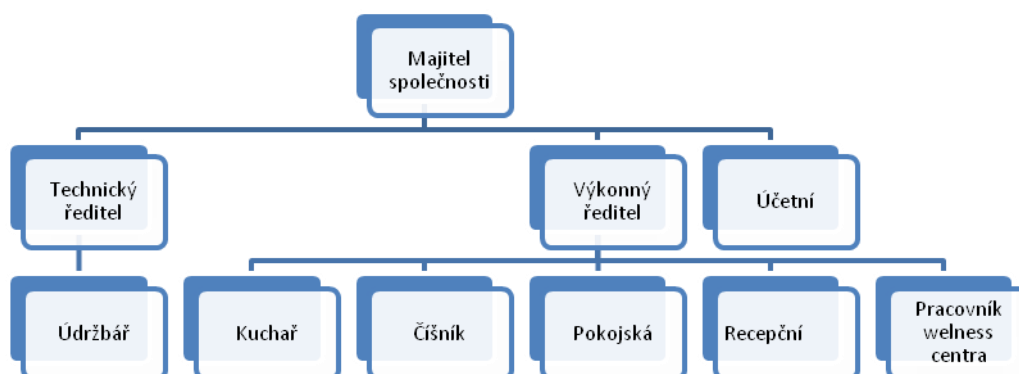 Majitel
společnosti
Technický
ředitel
Výkonný
ředitel
Účetní
Údržbář
Kuchař
Číšník
Pokojská
Recepční
Pracovník
welness
centra